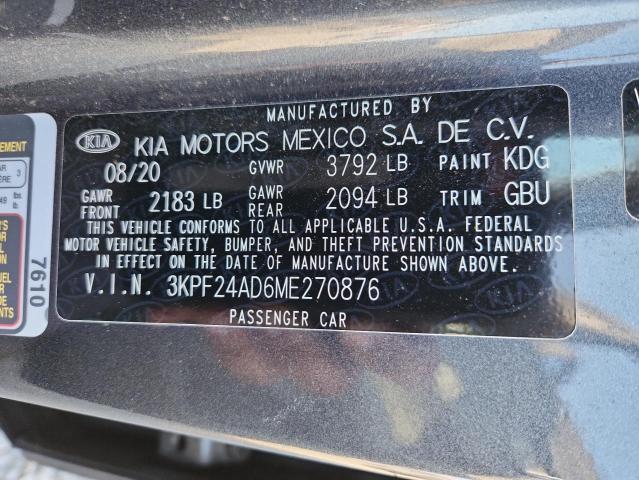 MANUFACTURED BY
KIA KIA MOTORS MEXICO S.A. DE C.V.
08/20 GVWR 3792 LB PAINT KDG
GAWR FRONT 2183 LB GAWR REAR 2094 LB TRIM GBU
THIS VEHICLE CONFORMS TO ALL APPLICABLE U.S.A. FEDERAL
MOTOR VEHICLE SAFETY, BUMPER, AND THEFT PREVENTION STANDARDS
IN EFFECT ON THE DATE OF MANUFACTURE SHOWN ABOVE.
V.I.N. 3KPF24AD6ME270876
PASSENGER CAR
7610
3
lbs.